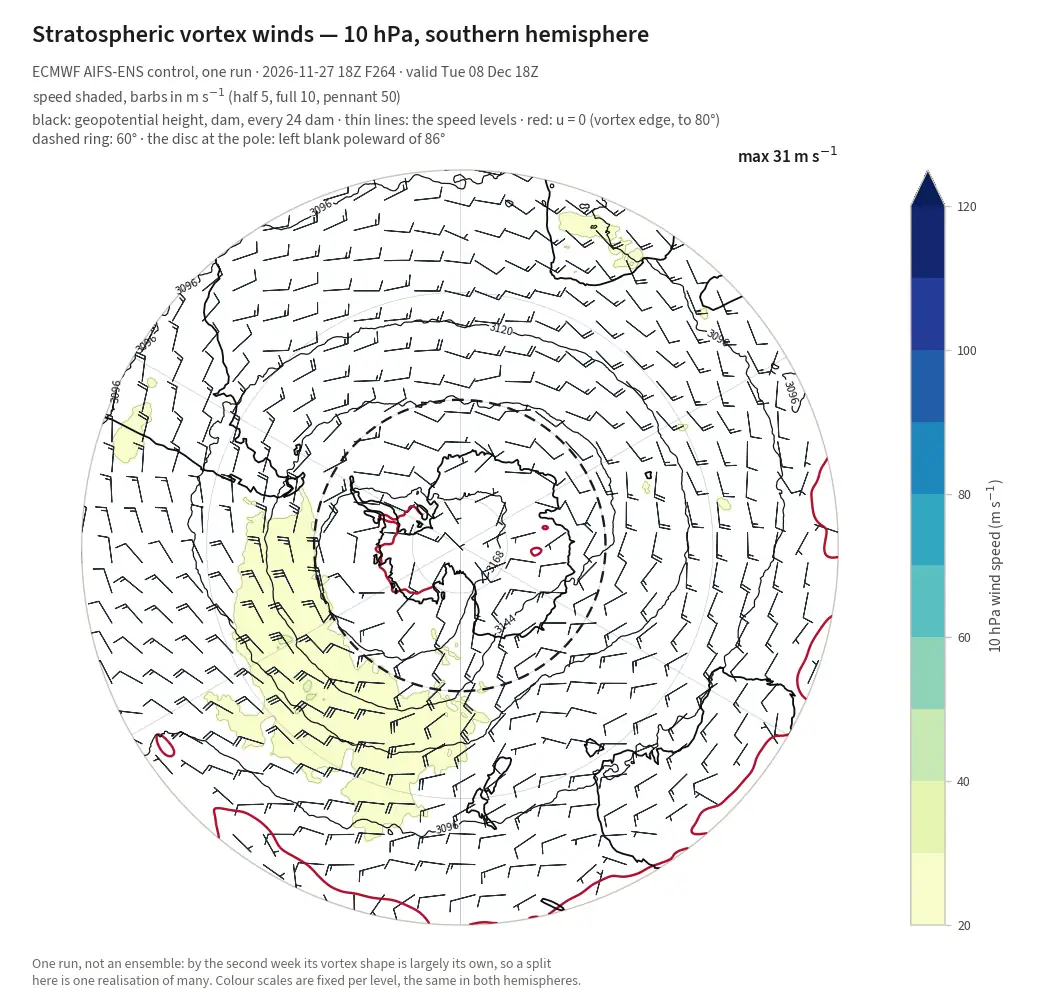 Stratospheric vortex winds — 10 hPa, southern hemisphere
ECMWF AIFS-ENS control, one run · 2026-11-27 18Z F264 · valid Tue 08 Dec 18Z
speed shaded, barbs in m s⁻¹ (half 5, full 10, pennant 50)
black: geopotential height, dam, every 24 dam · thin lines: the speed levels · red: u = 0 (vortex edge, to 80°)
dashed ring: 60° · the disc at the pole: left blank poleward of 86°
max 31 m s⁻¹
3096
3096
3096
3096
3120
3096
3096
3168
3144
3096
120
100
80
60
40
20
10 hPa wind speed (m s⁻¹)
One run, not an ensemble: by the second week its vortex shape is largely its own, so a split
here is one realisation of many. Colour scales are fixed per level, the same in both hemispheres.